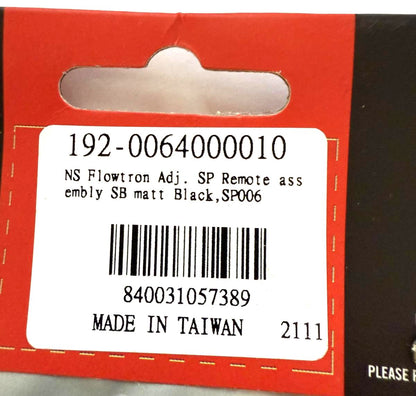 192-0064000010
NS Flowtron Adj. SP Remote ass
embly SB matt Black,SP006
840031057389
MADE IN TAIWAN 2111
PLEASE